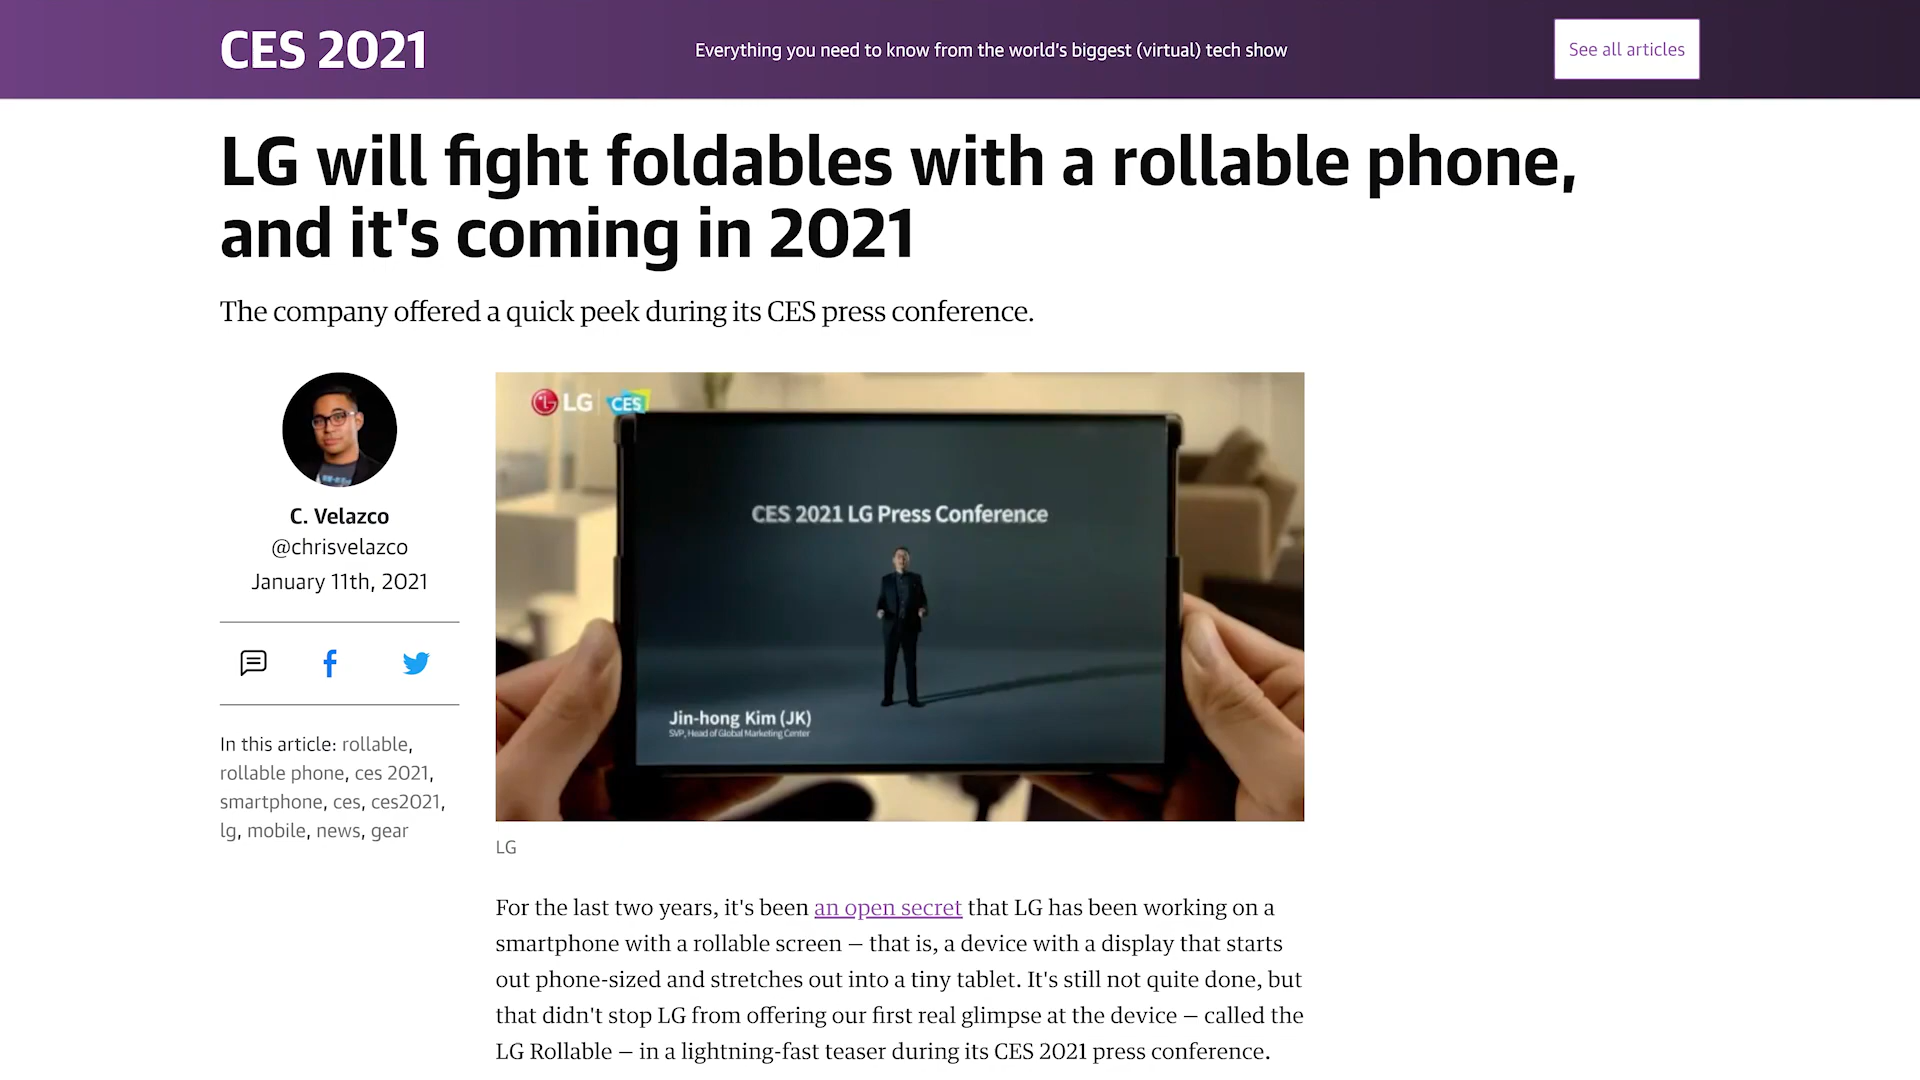 CES 2021
Everything you need to know from the world's biggest (virtual) tech show
See all articles
LG will fight foldables with a rollable phone,
and it's coming in 2021
The company offered a quick peek during its CES press conference.
C. Velazco
@chrisvelazco
January 11th, 2021
In this article: rollable,
rollable phone, ces 2021,
smartphone, ces, ces2021,
lg, mobile, news, gear
LG CES
CES 2021 LG Press Conference
Jin-hong Kim (JK)
SVP, Head of Global Marketing Center
LG
For the last two years, it's been an open secret that LG has been working on a
smartphone with a rollable screen — that is, a device with a display that starts
out phone-sized and stretches out into a tiny tablet. It's still not quite done, but
that didn't stop LG from offering our first real glimpse at the device — called the
LG Rollable — in a lightning-fast teaser during its CES 2021 press conference.